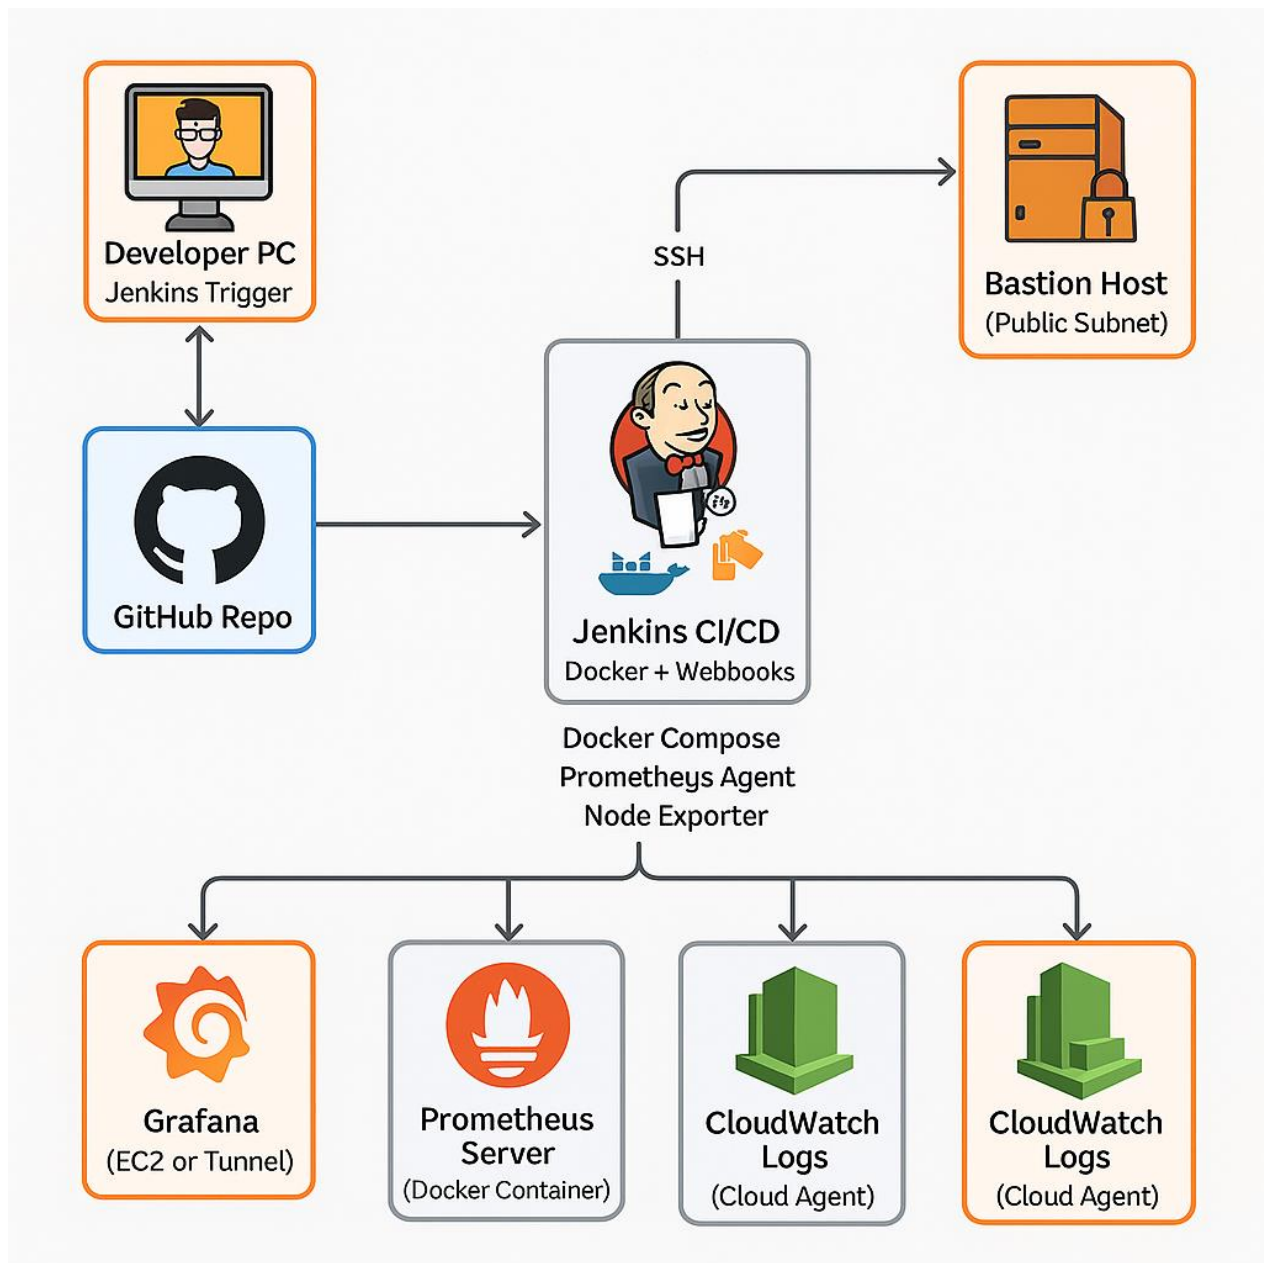 Developer PC
Jenkins Trigger
SSH
Bastion Host
(Public Subnet)
GitHub Repo
Jenkins CI/CD
Docker + Webbooks
Docker Compose
Prometheys Agent
Node Exporter
Grafana
(EC2 or Tunnel)
Prometheus
Server
(Docker Container)
CloudWatch
Logs
(Cloud Agent)
CloudWatch
Logs
(Cloud Agent)